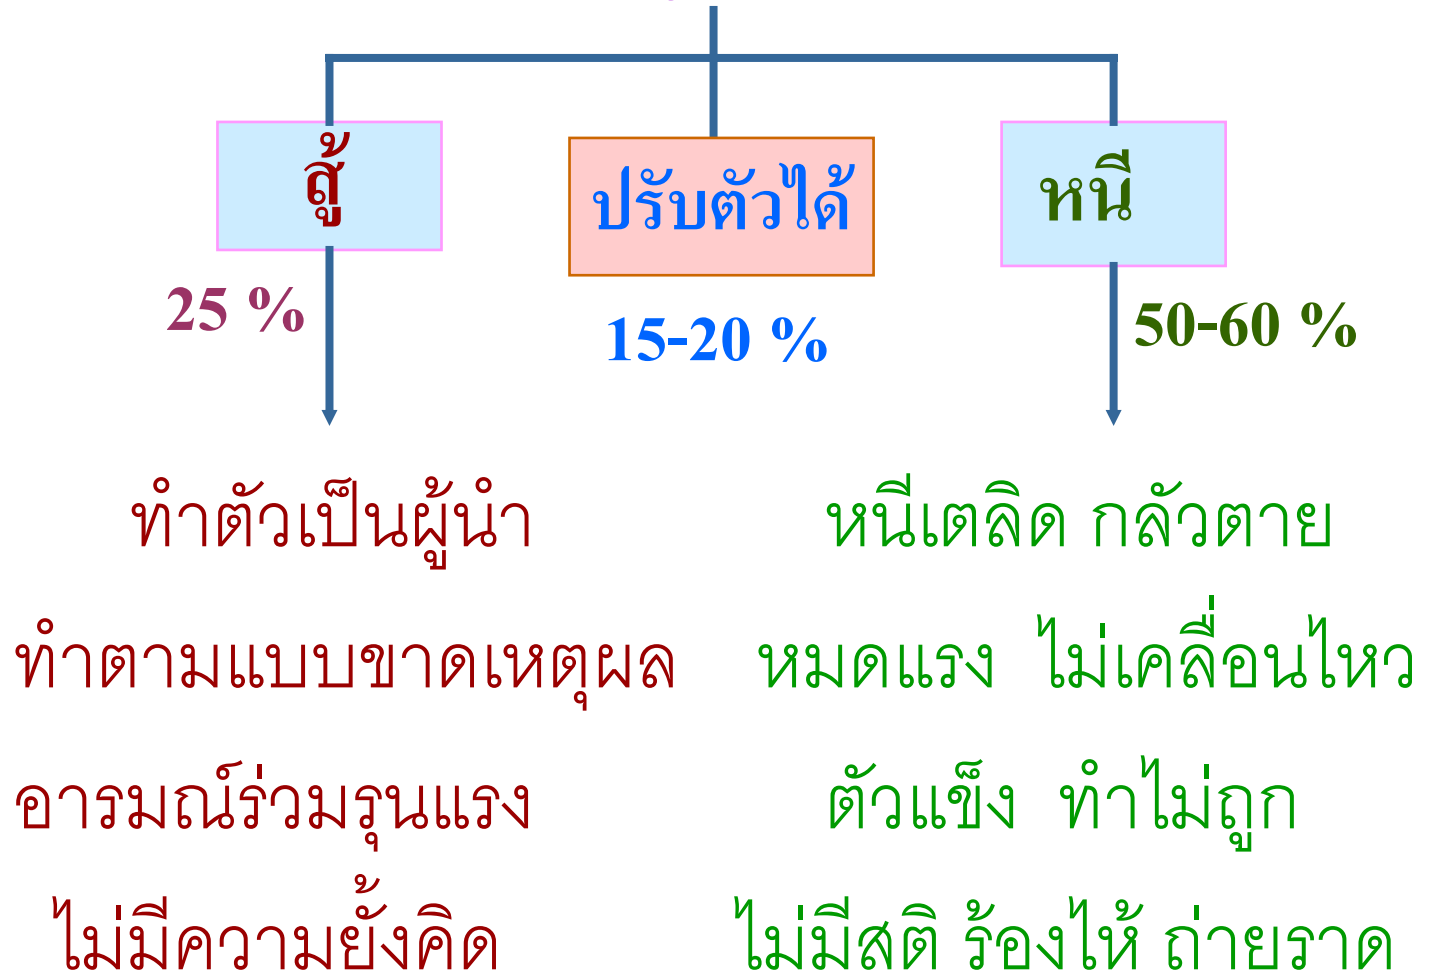 สู้
ปรับตัวได้
หนี
25 %
15-20 %
50-60 %
ทำตัวเป็นผู้นำ
หนีเตลิด กลัวตาย
ทำตามแบบขาดเหตุผล
หมดแรง ไม่เคลื่อนไหว
อารมณ์ร่วมรุนแรง
ตัวแข็ง ทำไม่ถูก
ไม่มีความยั้งคิด
ไม่มีสติ ร้องไห้ ถ่ายราด